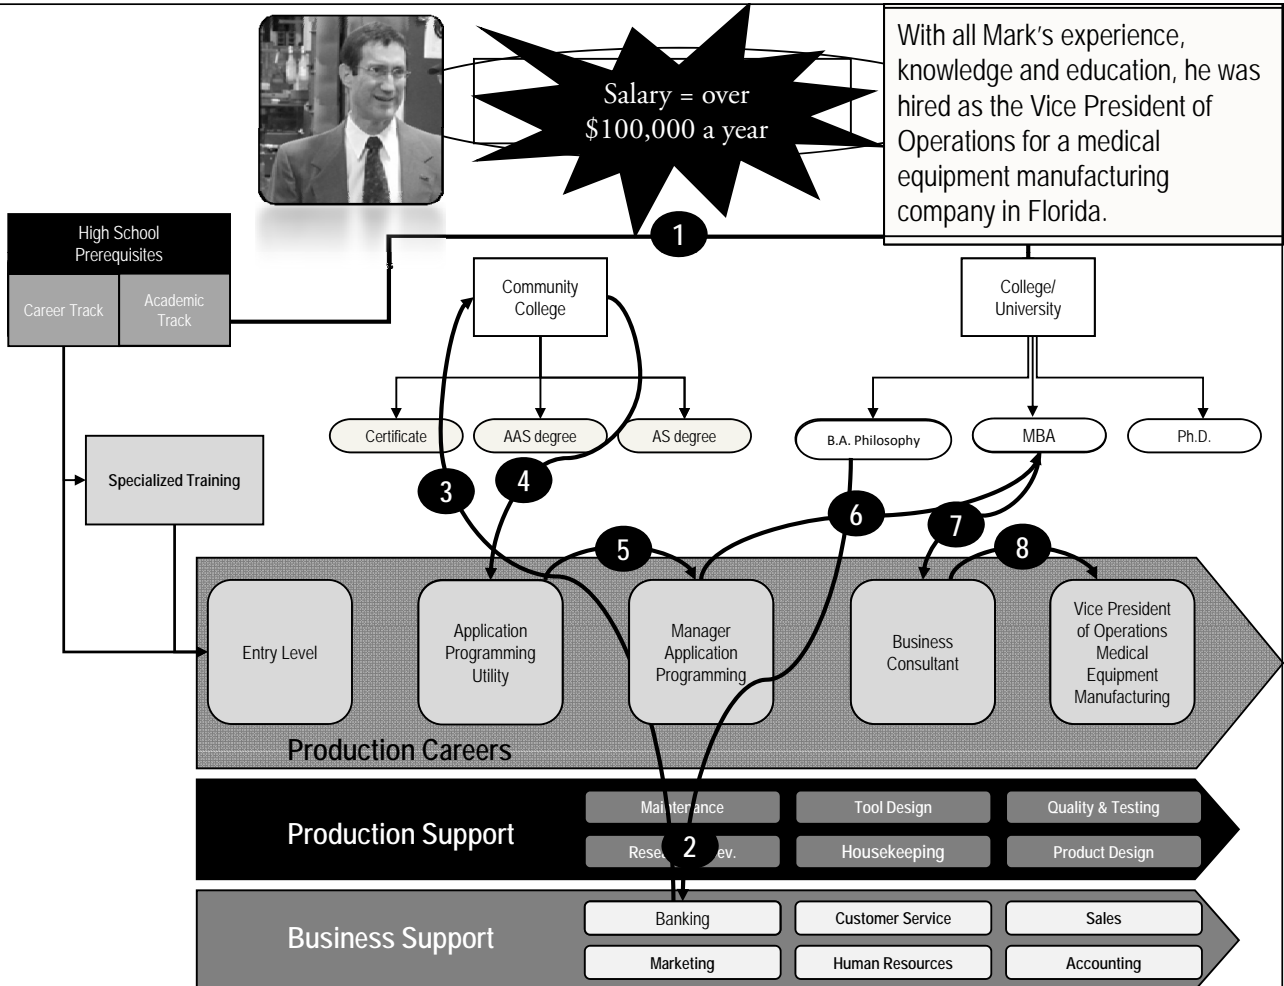 Salary = over
$100,000 a year
With all Mark's experience,
knowledge and education, he was
hired as the Vice President of
Operations for a medical
equipment manufacturing
company in Florida.
1
High School
Prerequisites
Career Track
Academic
Track
Community
College
College/
University
Certificate
AAS degree
AS degree
B.A. Philosophy
MBA
Ph.D.
Specialized Training
3
4
5
6
7
8
Entry Level
Application
Programming
Utility
Manager
Application
Programming
Business
Consultant
Vice President
of Operations
Medical
Equipment
Manufacturing
Production Careers
Production Support
Maintenance
Tool Design
Quality & Testing
2
Housekeeping
Product Design
Business Support
Banking
Customer Service
Sales
Marketing
Human Resources
Accounting